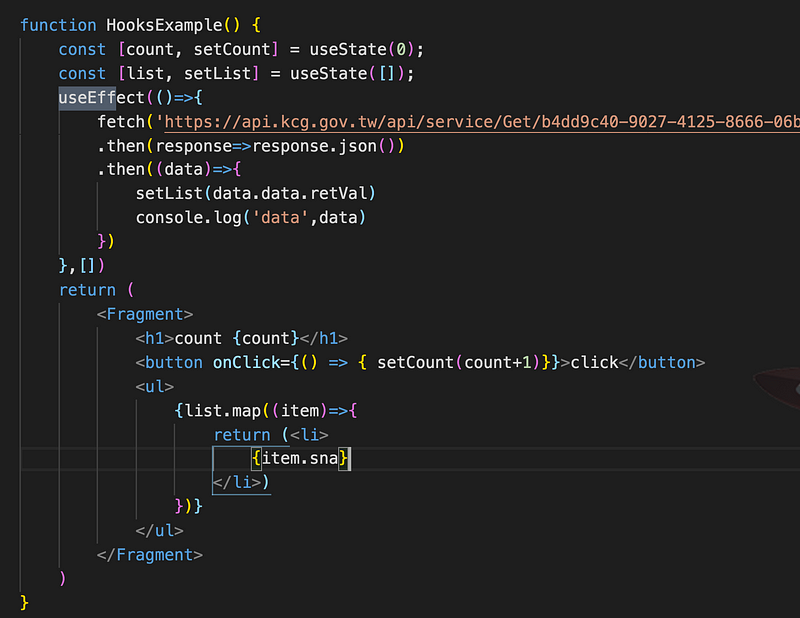 function HooksExample() {
const [count, setCount] = useState(0);
const [list, setList] = useState([]);
useEffect(()=>{
fetch('https://api.kcg.gov.tw/api/service/Get/b4dd9c40-9027-4125-8666-06b
.then(response=>response.json())
.then((data)=>{
setList(data.data.retVal)
console.log('data',data)
})
},[])
return (
<Fragment>
<h1>count {count}</h1>
<button onClick={() => { setCount(count+1)}}>click</button>
<ul>
{list.map((item)=>{
return (<li>
{item.sna}
</li>)
})}
</ul>
</Fragment>
)
}